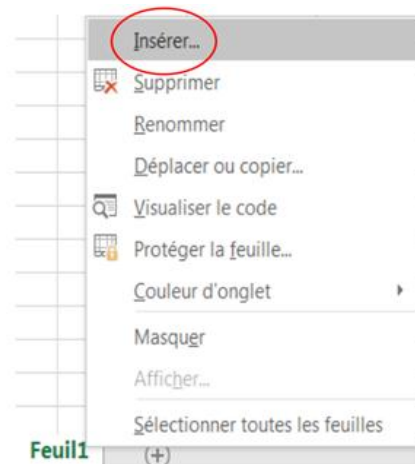 Insérer...
Supprimer
Renommer
Déplacer ou copier...
Visualiser le code
Protéger la feuille...
Couleur d'onglet
Masquer
Afficher...
Sélectionner toutes les feuilles
Feuil1